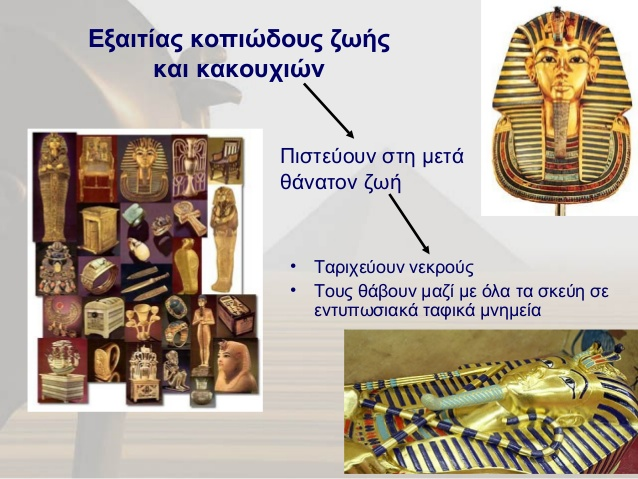 Εξαιτίας κοπιώδους ζωής
και κακουχιών
Πιστεύουν στη μετά
θάνατον ζωή
• Ταριχεύουν νεκρούς
• Τους θάβουν μαζί με όλα τα σκεύη σε
εντυπωσιακά ταφικά μνημεία